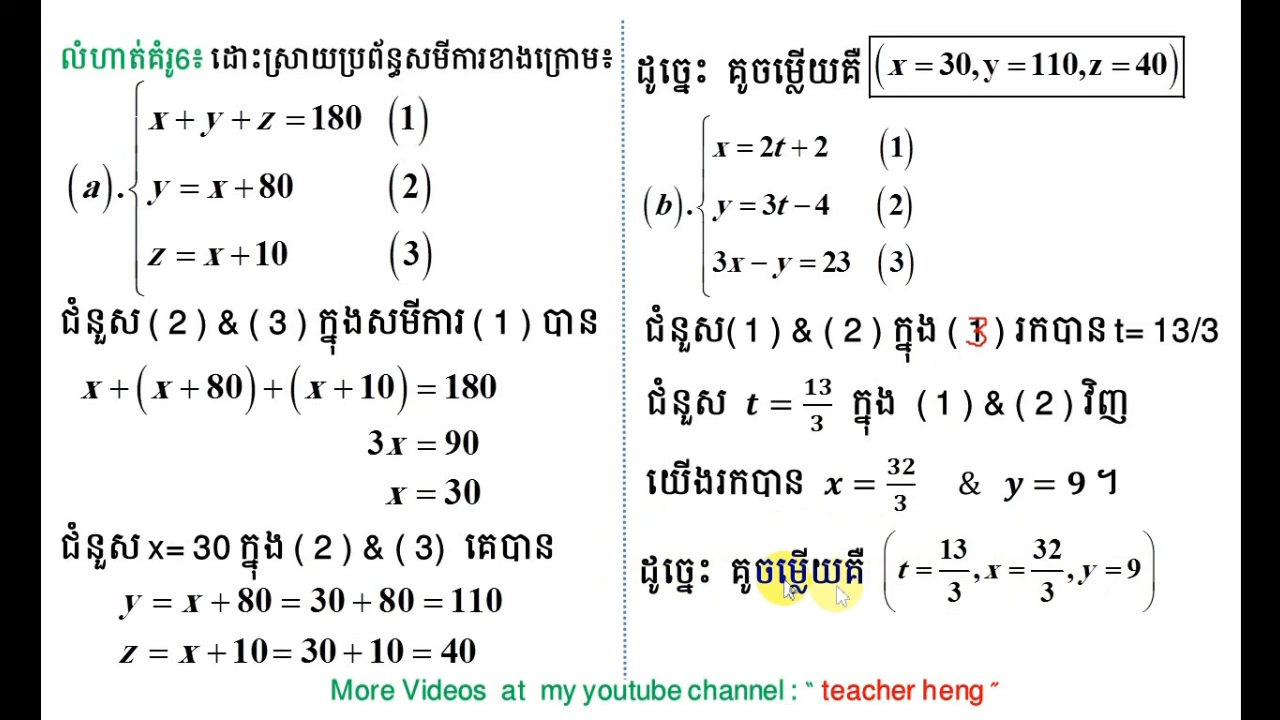 លំហាត់គំរូ6៖ ដោះស្រាយប្រព័ន្ធសមីការខាងក្រោម៖
(a). { x + y + z = 180 (1)
y = x + 80 (2)
z = x + 10 (3)
ជំនួស ( 2 ) & ( 3 ) ក្នុងសមីការ ( 1 ) បាន
x + (x + 80) + (x + 10) = 180
3x = 90
x = 30
ជំនួស x= 30 ក្នុង ( 2 ) & ( 3) គេបាន
y = x + 80 = 30 + 80 = 110
z = x + 10 = 30 + 10 = 40
ដូច្នេះ គូចម្លើយគឺ (x = 30, y = 110, z = 40)
(b). { x = 2t + 2 (1)
y = 3t − 4 (2)
3x − y = 23 (3)
ជំនួស( 1 ) & ( 2 ) ក្នុង ( 3 ) រកបាន t= 13/3
ជំនួស t = 13/3 ក្នុង ( 1 ) & ( 2 ) វិញ
យើងរកបាន x = 32/3 & y = 9 ។
ដូច្នេះ គូចម្លើយគឺ (t = 13/3, x = 32/3, y = 9)
More Videos at my youtube channel : “ teacher heng ”